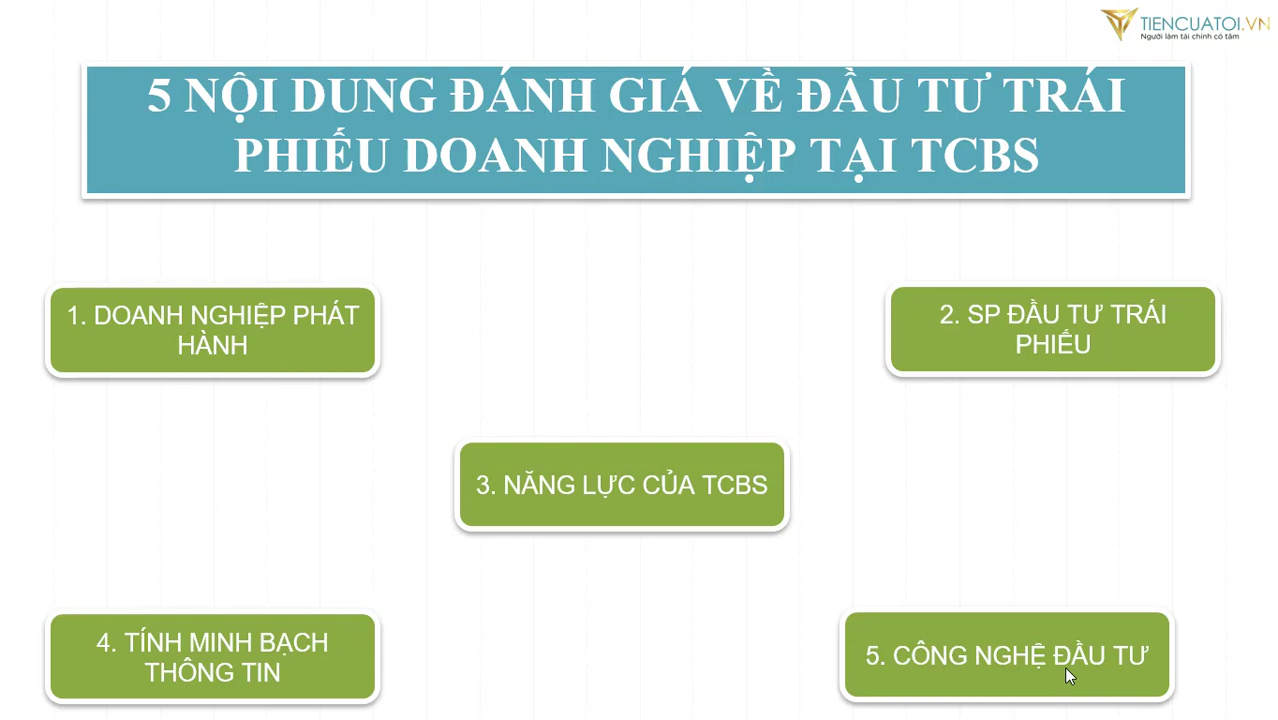 TIENCUATOI.VN
Người làm tài chính có tâm
5 NỘI DUNG ĐÁNH GIÁ VỀ ĐẦU TƯ TRÁI
PHIẾU DOANH NGHIỆP TẠI TCBS
1. DOANH NGHIỆP PHÁT
HÀNH
2. SP ĐẦU TƯ TRÁI
PHIẾU
3. NĂNG LỰC CỦA TCBS
4. TÍNH MINH BẠCH
THÔNG TIN
5. CÔNG NGHỆ ĐẦU TƯ